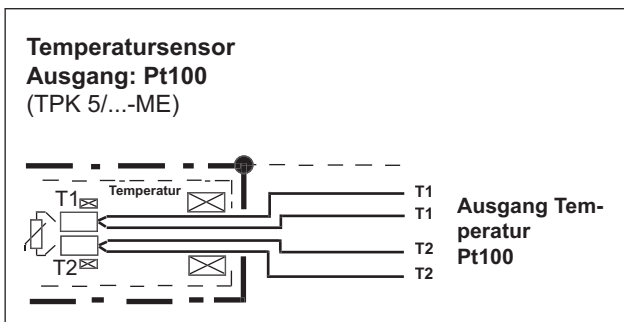 Temperatursensor
Ausgang: Pt100
(TPK 5/...-ME)
Temperatur
T1
T1
T1
T2
T2
T2
Ausgang Tem-
peratur
Pt100